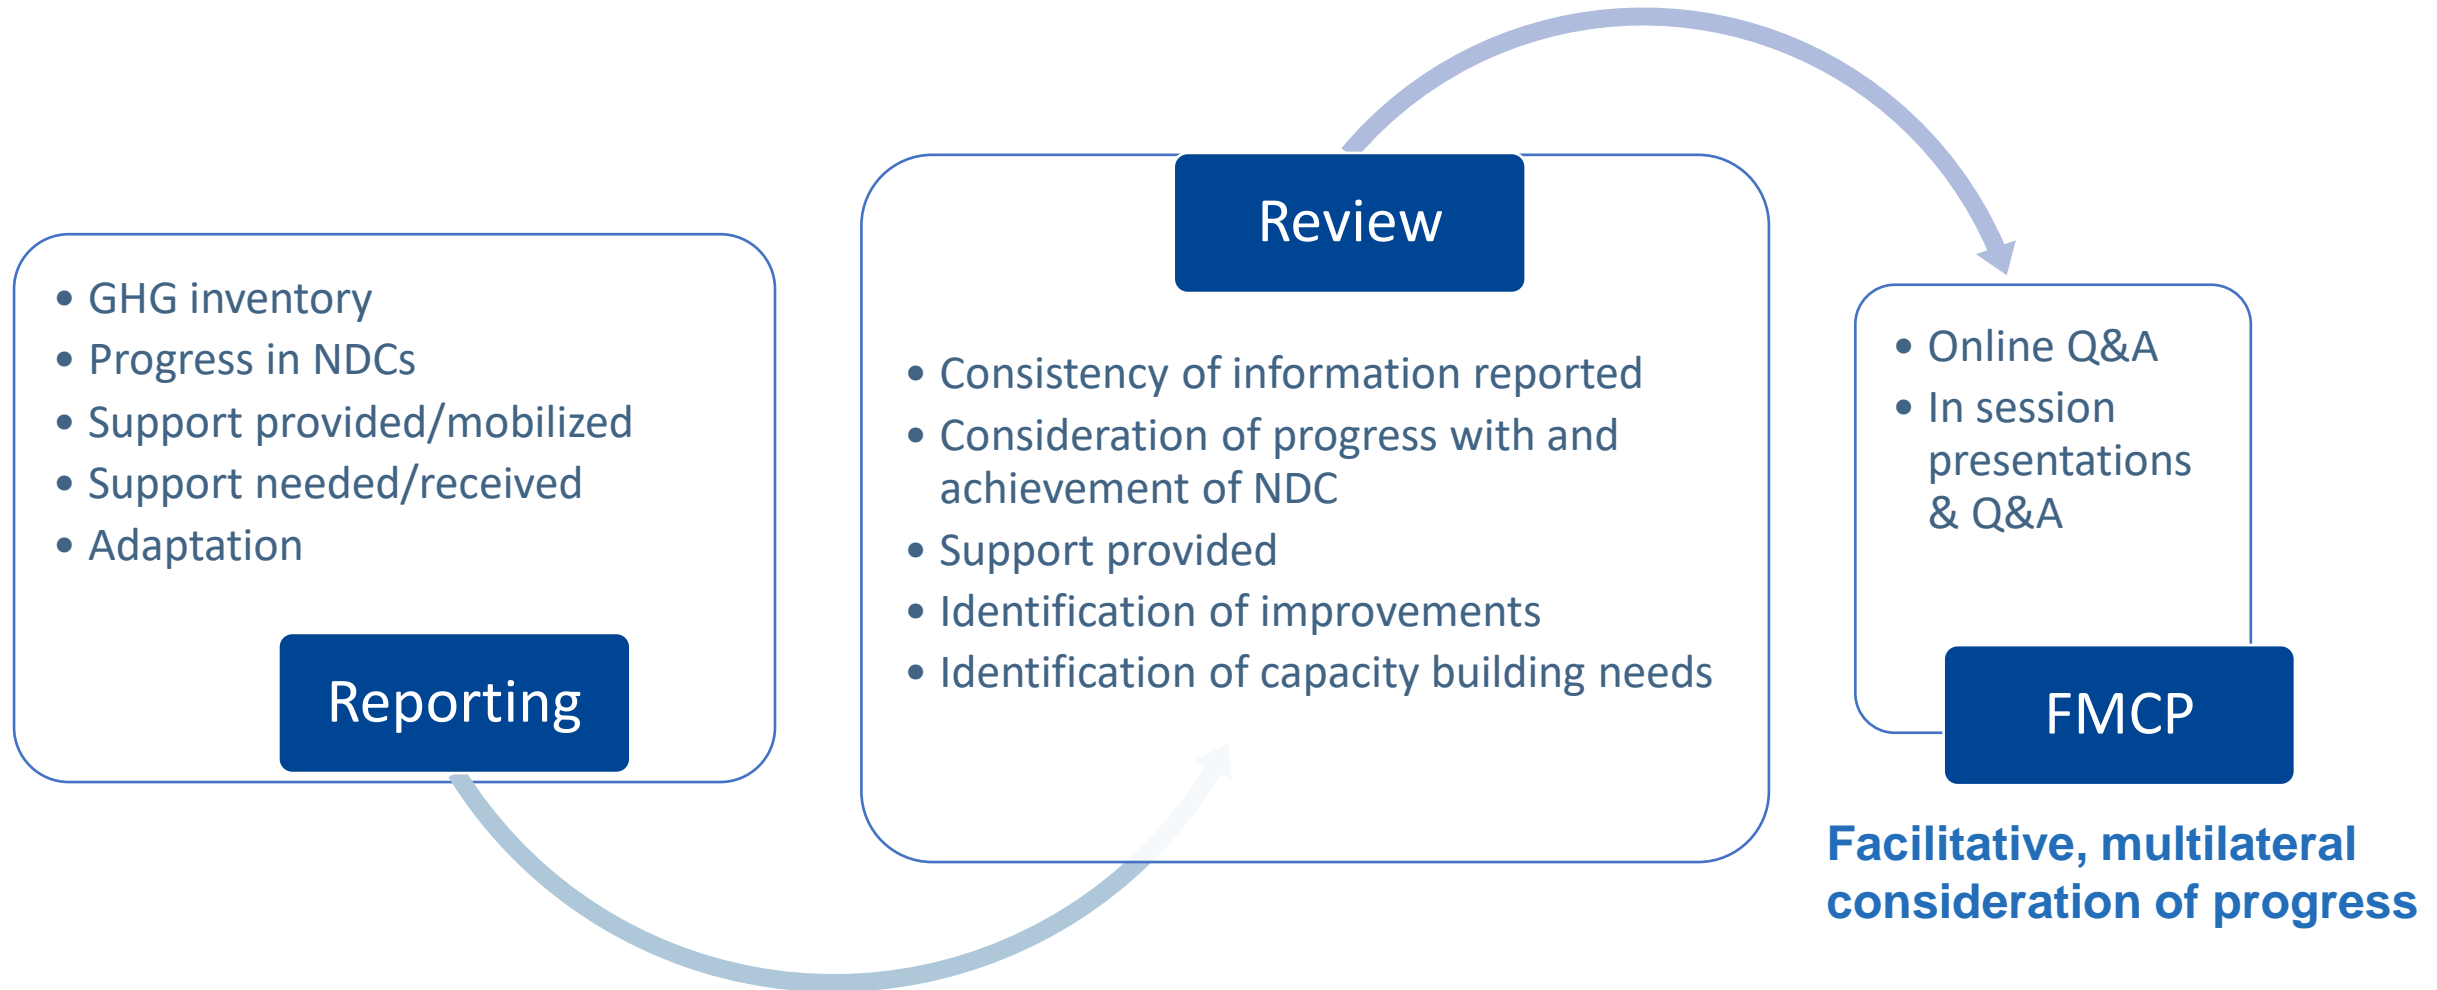 • GHG inventory
• Progress in NDCs
• Support provided/mobilized
• Support needed/received
• Adaptation
Reporting
Review
• Consistency of information reported
• Consideration of progress with and
achievement of NDC
• Support provided
• Identification of improvements
• Identification of capacity building needs
• Online Q&A
• In session
presentations
& Q&A
FMCP
Facilitative, multilateral
consideration of progress